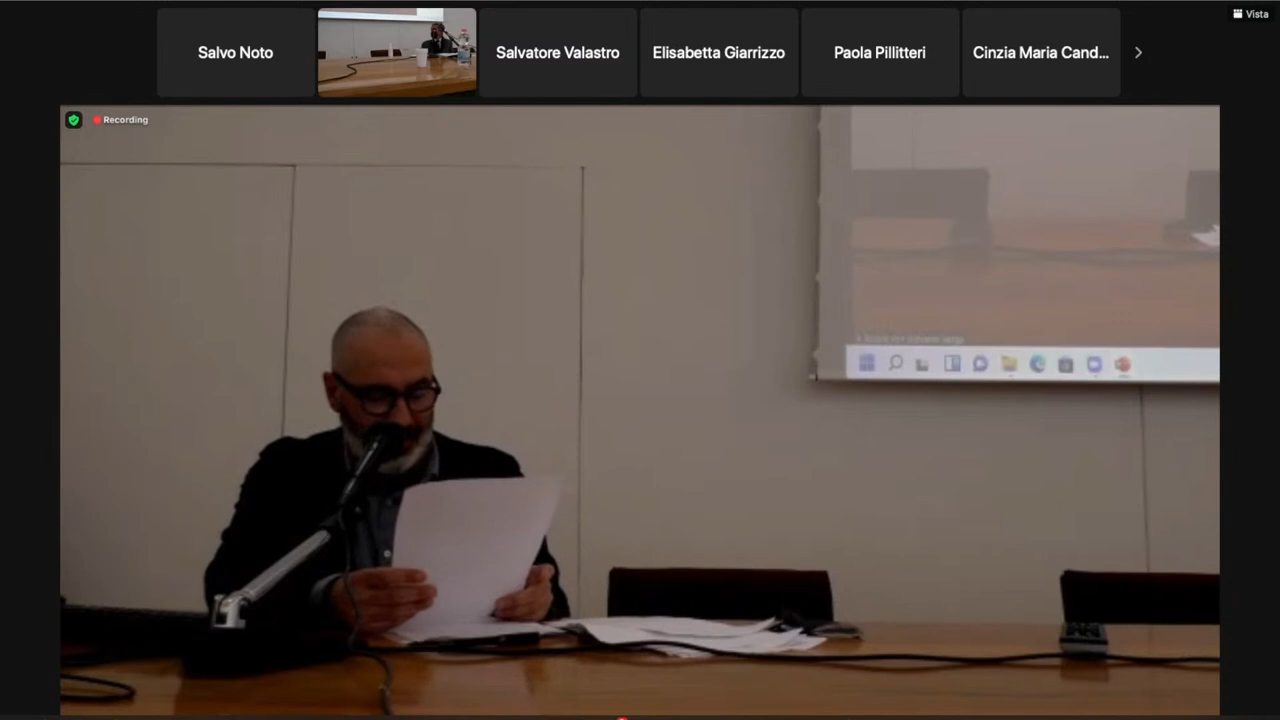 Vista
Salvo Noto
Salvatore Valastro
Elisabetta Giarrizzo
Paola Pillitteri
Cinzia Maria Cand...
Recording